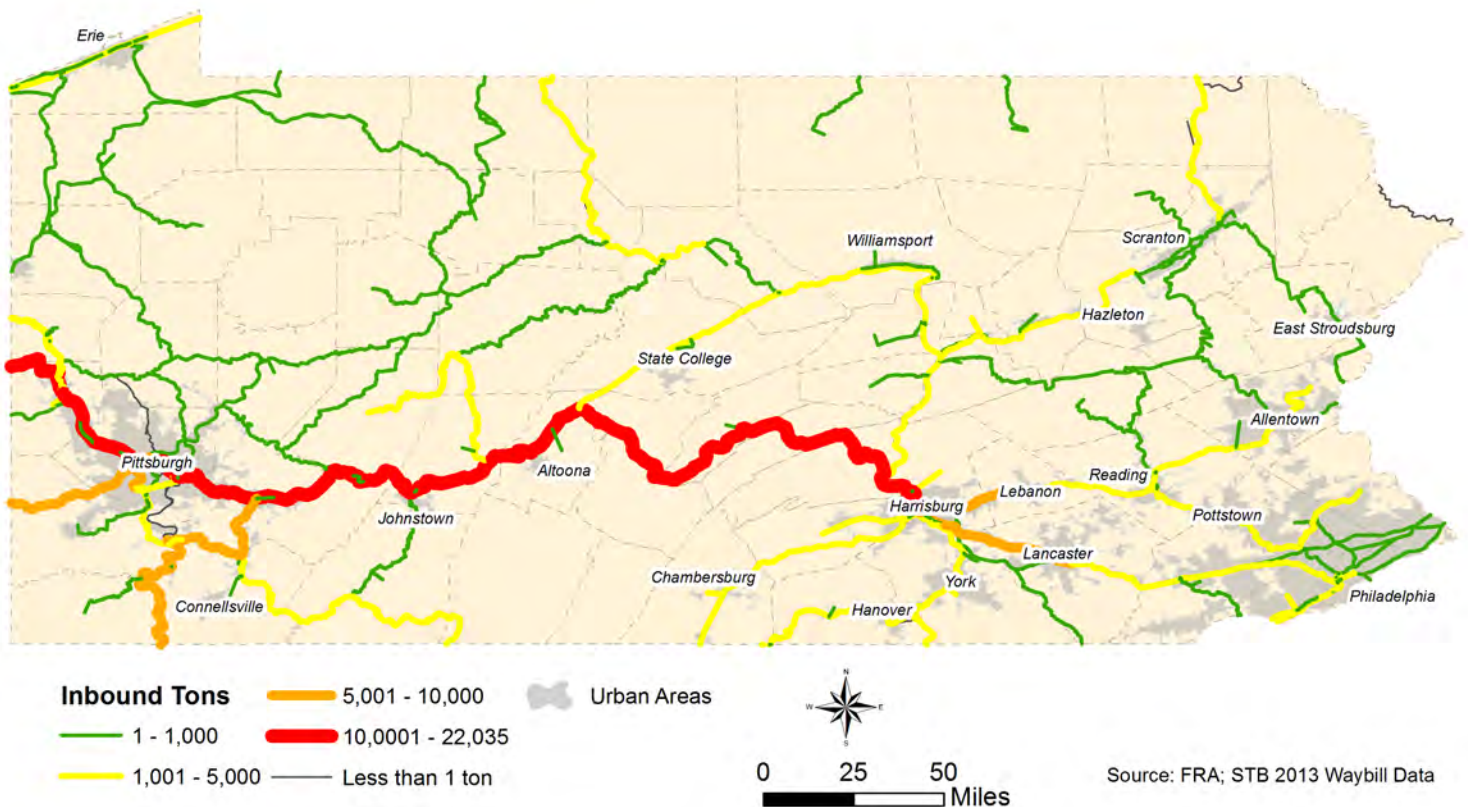 Erie
Williamsport
Scranton
Hazleton
East Stroudsburg
State College
Allentown
Pittsburgh
Altoona
Reading
Lebanon
Harrisburg
Pottstown
Johnstown
Lancaster
Chambersburg
York
Philadelphia
Connellsville
Hanover
Inbound Tons
1 - 1,000
1,001 - 5,000
5,001 - 10,000
10,0001 - 22,035
Less than 1 ton
Urban Areas
N
W
E
S
0 25 50
Miles
Source: FRA; STB 2013 Waybill Data